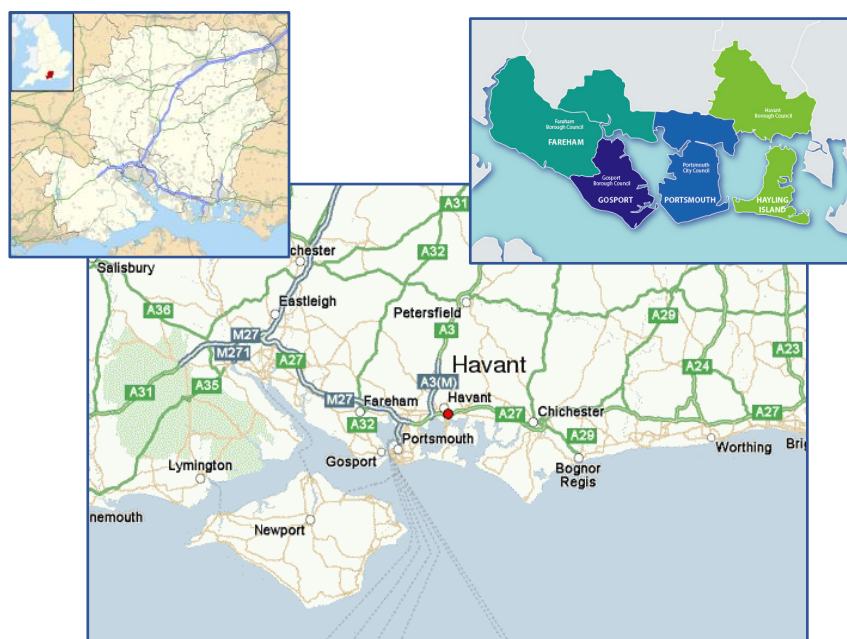 Fareham
Borough Council
FAREHAM
Gosport
Borough Council
GOSPORT
Portsmouth
City Council
PORTSMOUTH
Havant
Borough Council
HAYLING
ISLAND
A31
A32
chester
Salisbury
A36
Eastleigh
Petersfield
A29
M27
A3
A23
M271
A27
Havant
A31
A35
A24
M27
A3(M)
Fareham
Havant
A27
Chichester
A27
A32
Portsmouth
A29
Worthing
Brig
Gosport
Lymington
Bognor
Regis
nemouth
Newport